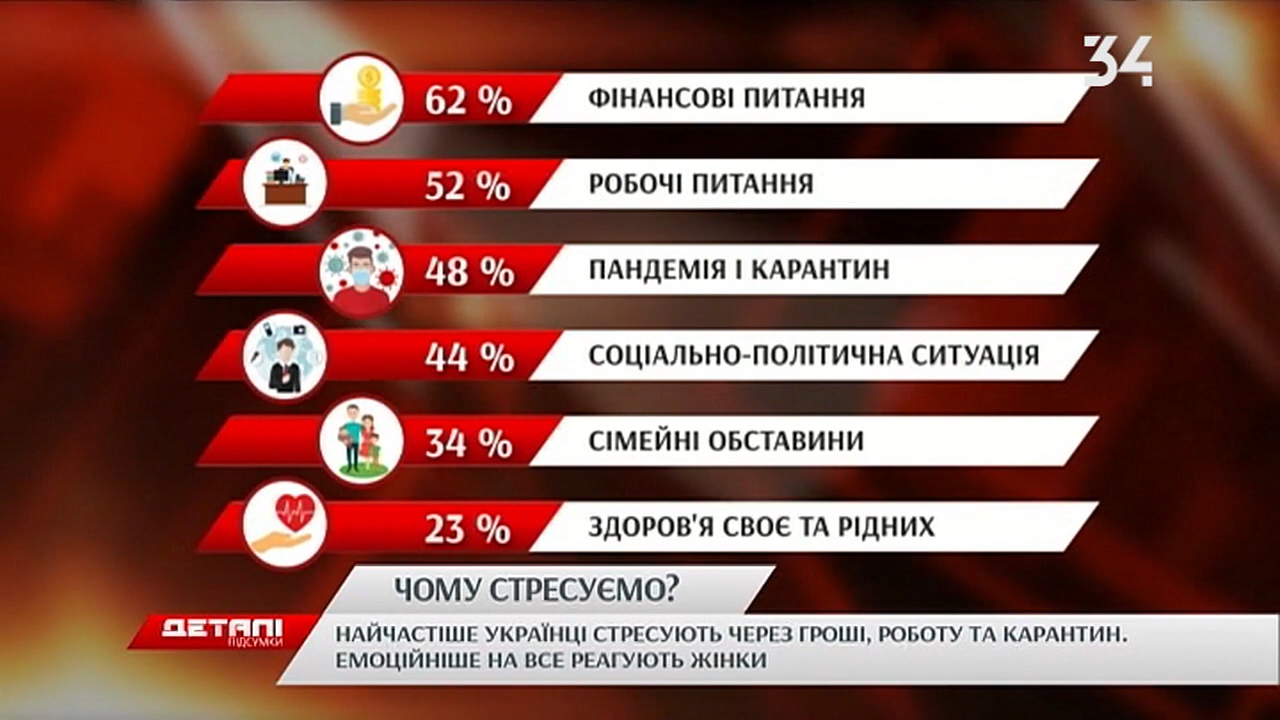 34
62 % ФІНАНСОВІ ПИТАННЯ
52 % РОБОЧІ ПИТАННЯ
48 % ПАНДЕМІЯ І КАРАНТИН
44 % СОЦІАЛЬНО-ПОЛІТИЧНА СИТУАЦІЯ
34 % СІМЕЙНІ ОБСТАВИНИ
23 % ЗДОРОВ'Я СВОЄ ТА РІДНИХ
ЧОМУ СТРЕСУЄМО?
ДЕТАЛІ
ПІДСУМКИ
НАЙЧАСТІШЕ УКРАЇНЦІ СТРЕСУЮТЬ ЧЕРЕЗ ГРОШІ, РОБОТУ ТА КАРАНТИН.
ЕМОЦІЙНІШЕ НА ВСЕ РЕАГУЮТЬ ЖІНКИ